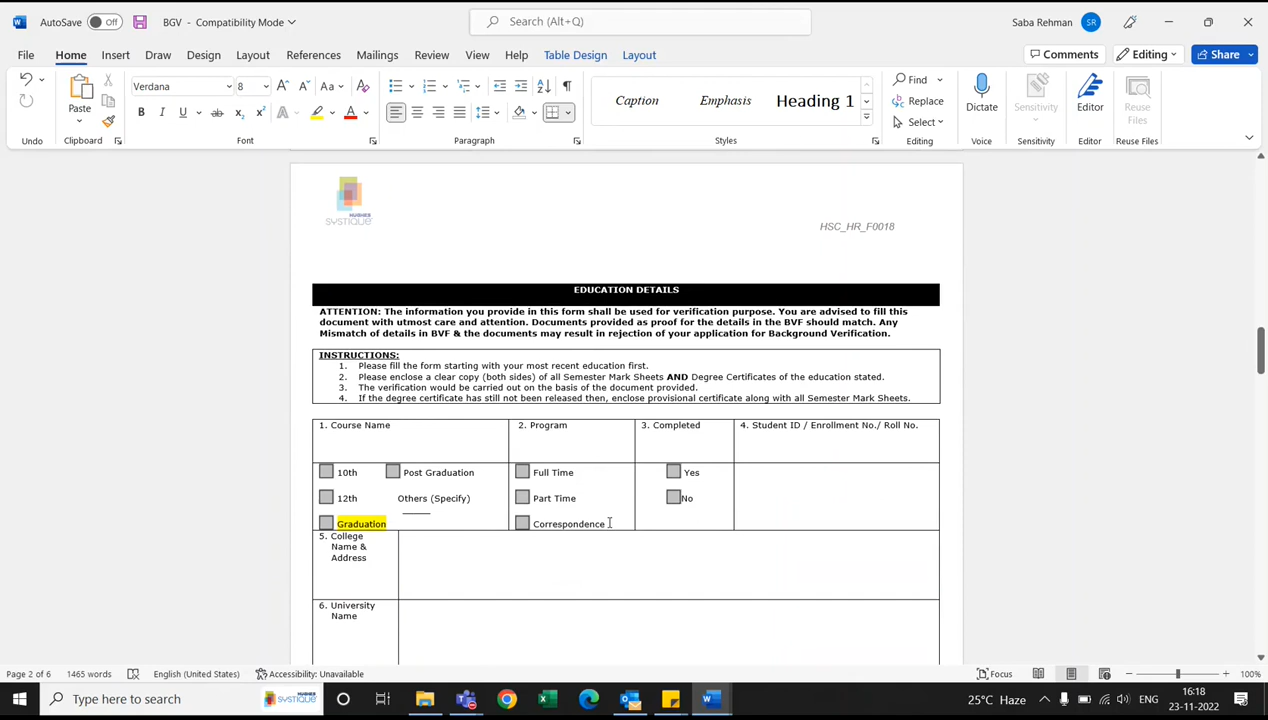 AutoSave Off BGV - Compatibility Mode Search (Alt+Q) Saba Rehman SR
File Home Insert Draw Design Layout References Mailings Review View Help Table Design Layout Comments Editing Share
Paste Verdana 8 Aa Caption Emphasis Heading 1 Find Replace Select Dictate Sensitivity Editor Reuse Files
Undo Clipboard Font Paragraph Styles Editing Voice Sensitivity Editor Reuse Files
HUGHES
SYSTIQUE
HSC_HR_F0018
EDUCATION DETAILS
ATTENTION: The information you provide in this form shall be used for verification purpose. You are advised to fill this
document with utmost care and attention. Documents provided as proof for the details in the BVF should match. Any
Mismatch of details in BVF & the documents may result in rejection of your application for Background Verification.
INSTRUCTIONS:
1. Please fill the form starting with your most recent education first.
2. Please enclose a clear copy (both sides) of all Semester Mark Sheets AND Degree Certificates of the education stated.
3. The verification would be carried out on the basis of the document provided.
4. If the degree certificate has still not been released then, enclose provisional certificate along with all Semester Mark Sheets.
1. Course Name 2. Program 3. Completed 4. Student ID / Enrollment No./ Roll No.
10th Post Graduation Full Time Yes
12th Others (Specify) Part Time No
Graduation Correspondence
5. College
Name &
Address
6. University
Name
Page 2 of 6 1465 words English (United States) Accessibility: Unavailable Focus 100%
Type here to search HUGHES SYSTIQUE 25°C Haze ENG 16:18
23-11-2022